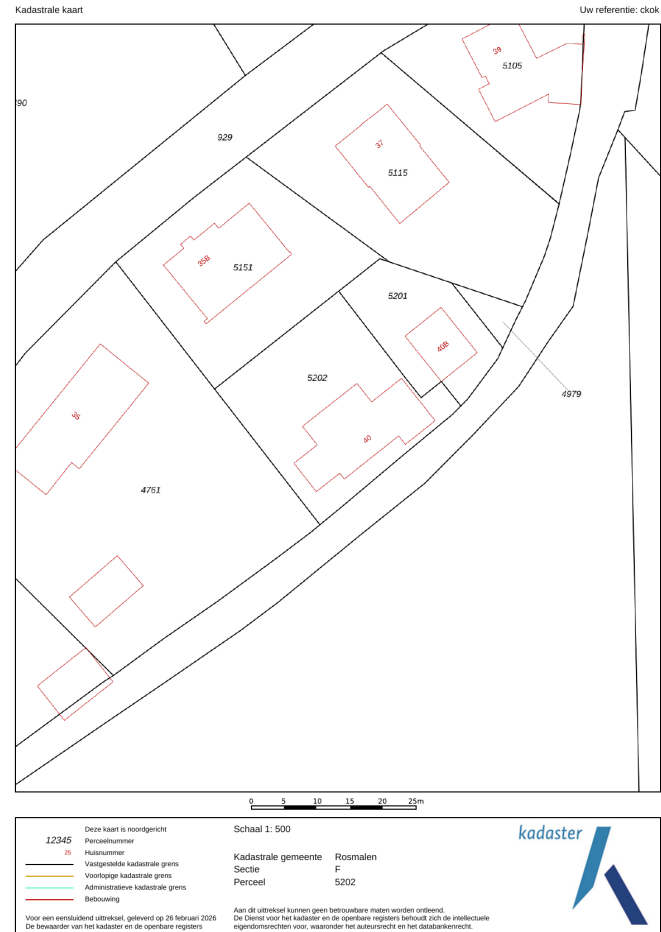 Kadastrale kaart
Uw referentie: ckok
39
5105
90
929
37
5115
35B
5151
5201
40B
5202
4979
35
40
4761
0 5 10 15 20 25m
Deze kaart is noordgericht
12345 Perceelnummer
25 Huisnummer
Vastgestelde kadastrale grens
Voorlopige kadastrale grens
Administratieve kadastrale grens
Bebouwing
Voor een eensluidend uittreksel, geleverd op 26 februari 2026
De bewaarder van het kadaster en de openbare registers
Schaal 1: 500
Kadastrale gemeente Rosmalen
Sectie F
Perceel 5202
Aan dit uittreksel kunnen geen betrouwbare maten worden ontleend.
De Dienst voor het kadaster en de openbare registers behoudt zich de intellectuele
eigendomsrechten voor, waaronder het auteursrecht en het databankenrecht.
kadaster